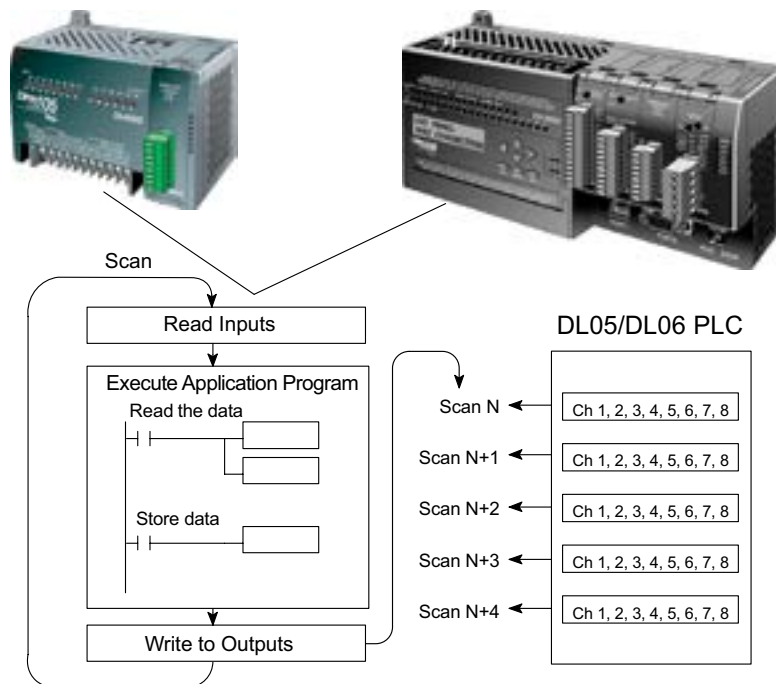 Scan
Read Inputs
Execute Application Program
Read the data
Store data
Write to Outputs
DL05/DL06 PLC
Scan N
Ch 1, 2, 3, 4, 5, 6, 7, 8
Scan N+1
Ch 1, 2, 3, 4, 5, 6, 7, 8
Scan N+2
Ch 1, 2, 3, 4, 5, 6, 7, 8
Scan N+3
Ch 1, 2, 3, 4, 5, 6, 7, 8
Scan N+4
Ch 1, 2, 3, 4, 5, 6, 7, 8